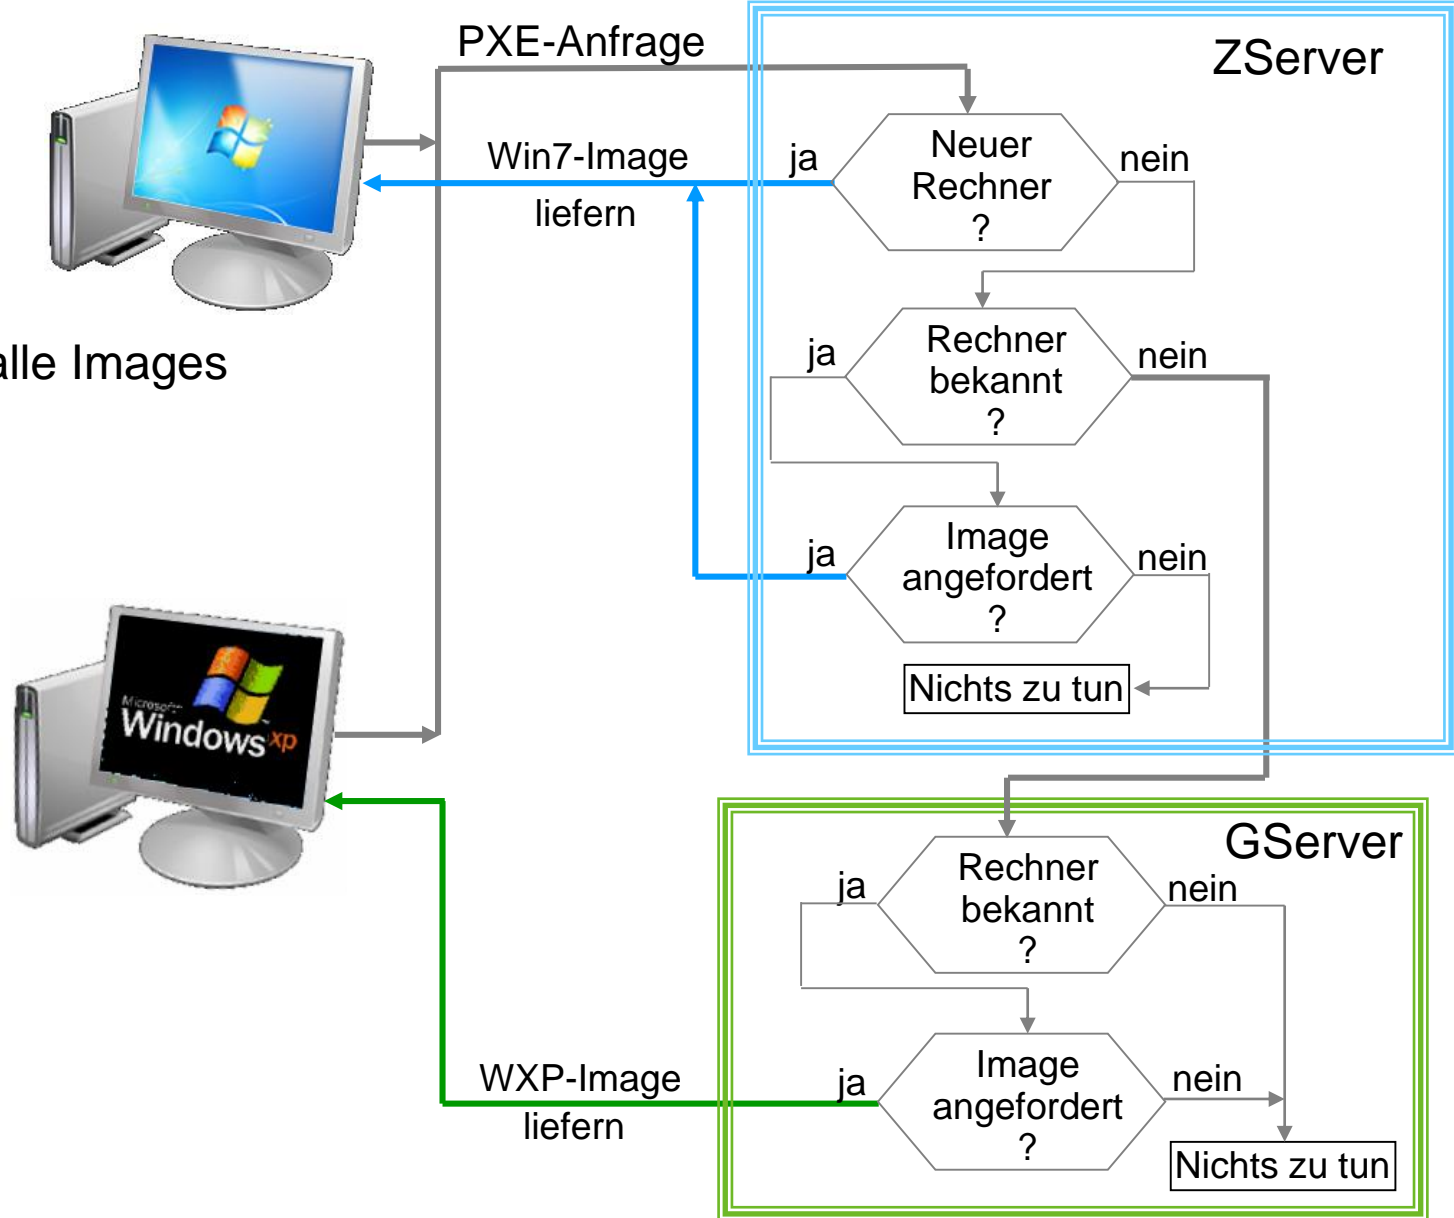 PXE-Anfrage
ZServer
Neuer
Rechner
?
ja
nein
Win7-Image
liefern
Rechner
bekannt
?
ja
nein
alle Images
Image
angefordert
?
ja
nein
Nichts zu tun
Microsoft
Windows xp
GServer
Rechner
bekannt
?
ja
nein
Image
angefordert
?
ja
nein
WXP-Image
liefern
Nichts zu tun